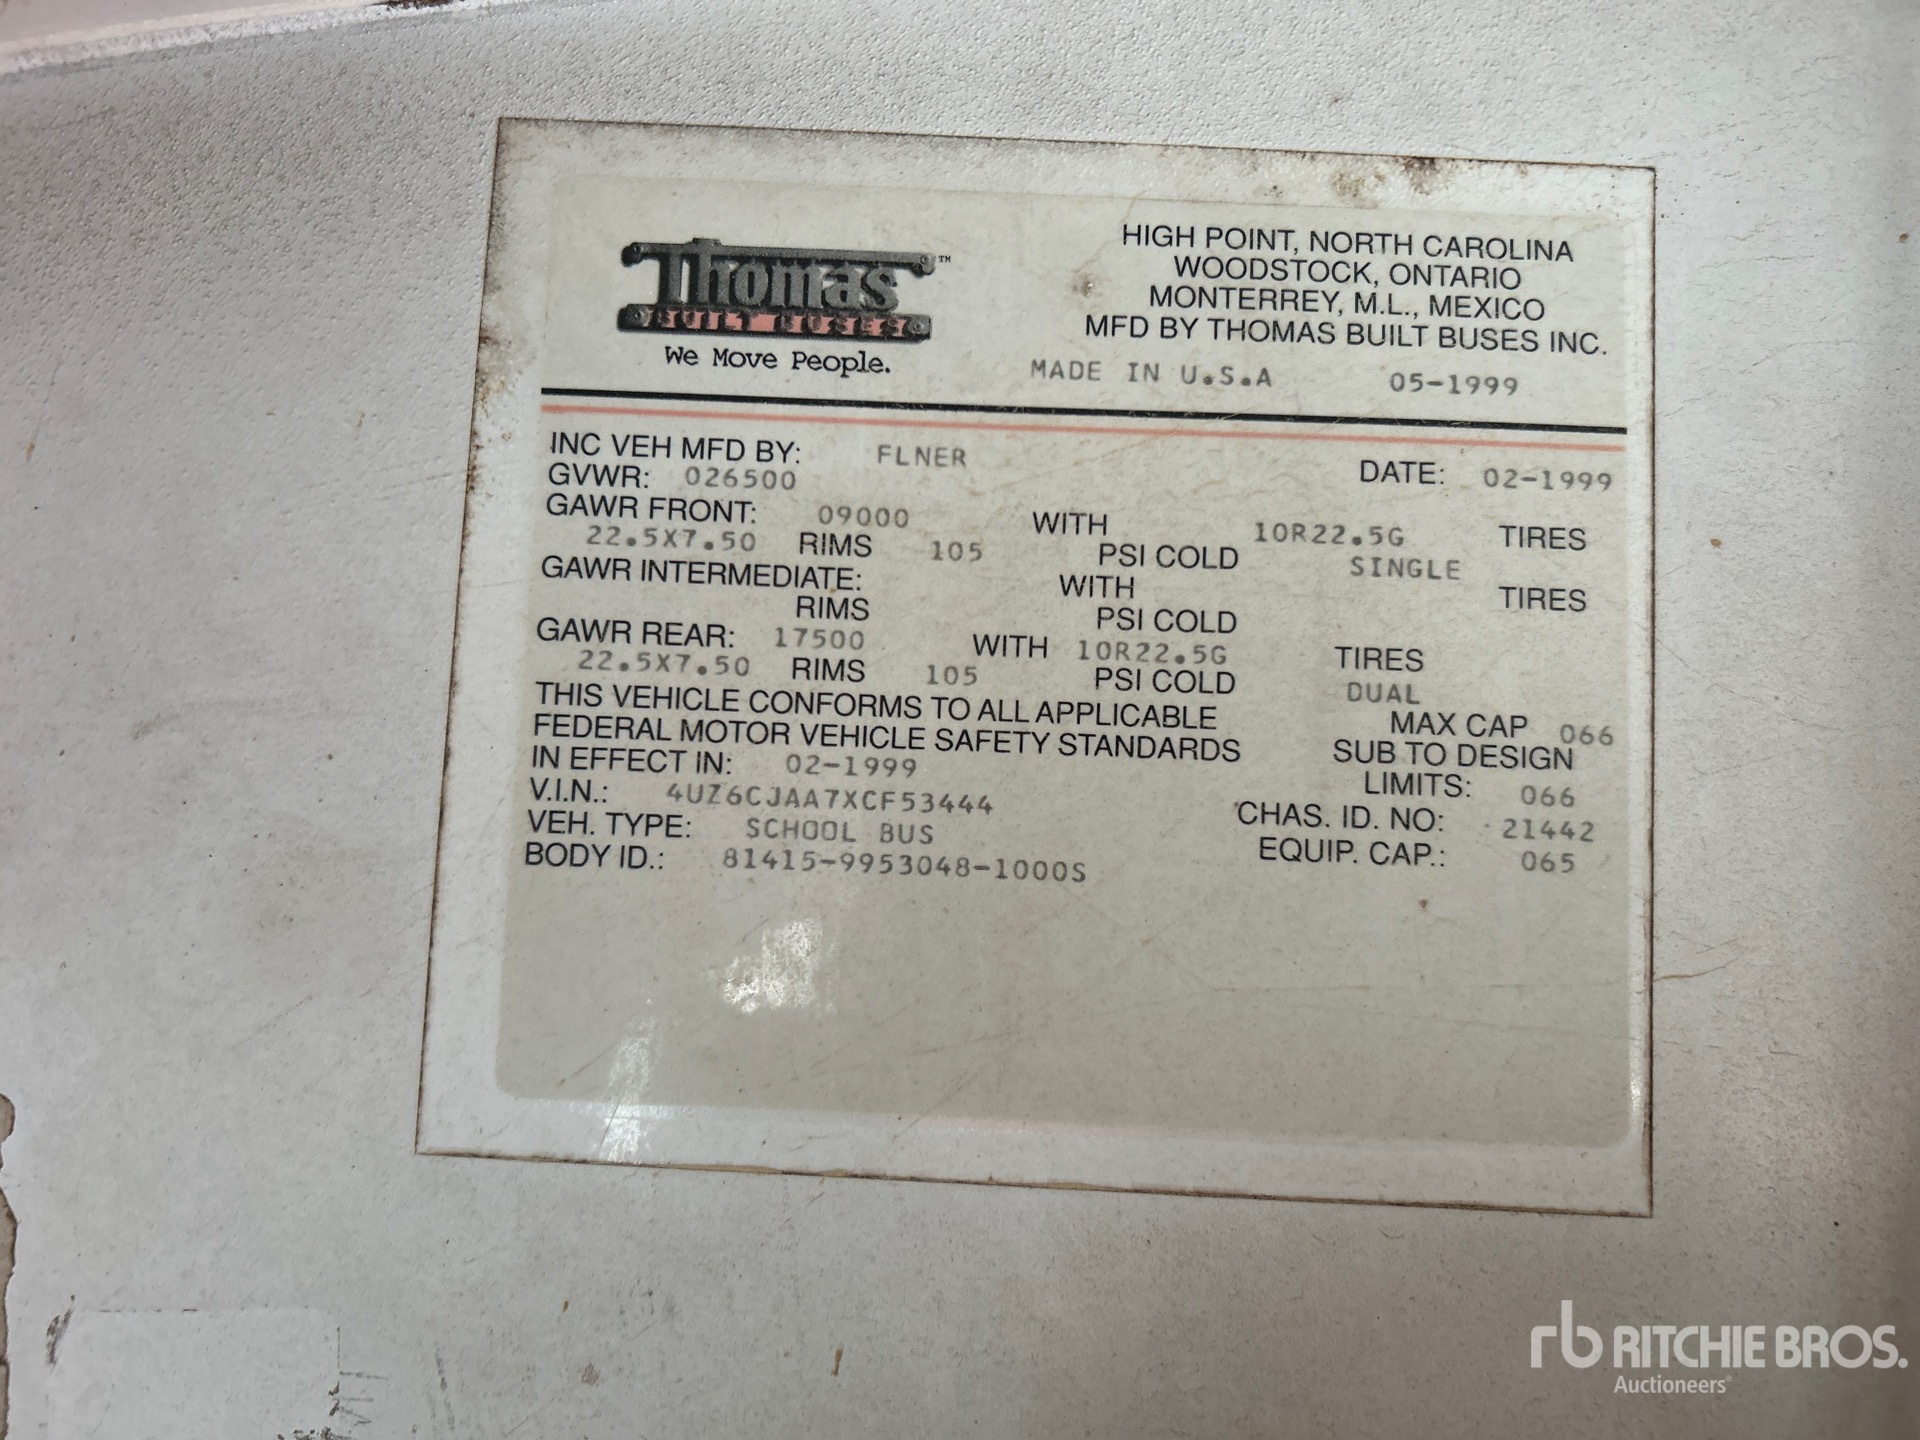 Thomas™
BUILT BUSES
We Move People.
HIGH POINT, NORTH CAROLINA
WOODSTOCK, ONTARIO
MONTERREY, M.L., MEXICO
MFD BY THOMAS BUILT BUSES INC.
MADE IN U.S.A 05-1999
INC VEH MFD BY: FLNER DATE: 02-1999
GVWR: 026500
GAWR FRONT: 09000 WITH 10R22.5G TIRES
22.5X7.50 RIMS 105 PSI COLD SINGLE
GAWR INTERMEDIATE: WITH TIRES
RIMS PSI COLD
GAWR REAR: 17500 WITH 10R22.5G TIRES
22.5X7.50 RIMS 105 PSI COLD DUAL
THIS VEHICLE CONFORMS TO ALL APPLICABLE MAX CAP 066
FEDERAL MOTOR VEHICLE SAFETY STANDARDS SUB TO DESIGN
IN EFFECT IN: 02-1999 LIMITS: 066
V.I.N.: 4UZ6CJAA7XCF53444 CHAS. ID. NO: 21442
VEH. TYPE: SCHOOL BUS EQUIP. CAP.: 065
BODY ID.: 81415-9953048-1000S
rb RITCHIE BROS.
Auctioneers